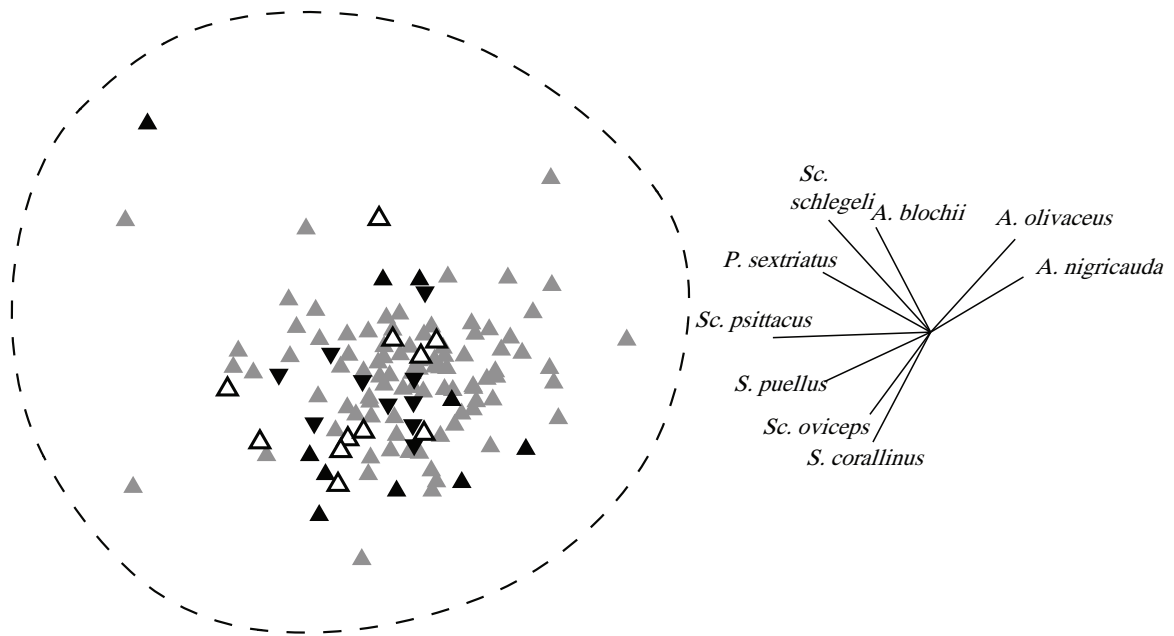 Sc.
schlegeli
A. blochii
A. olivaceus
P. sextriatus
A. nigricauda
Sc. psittacus
S. puellus
Sc. oviceps
S. corallinus